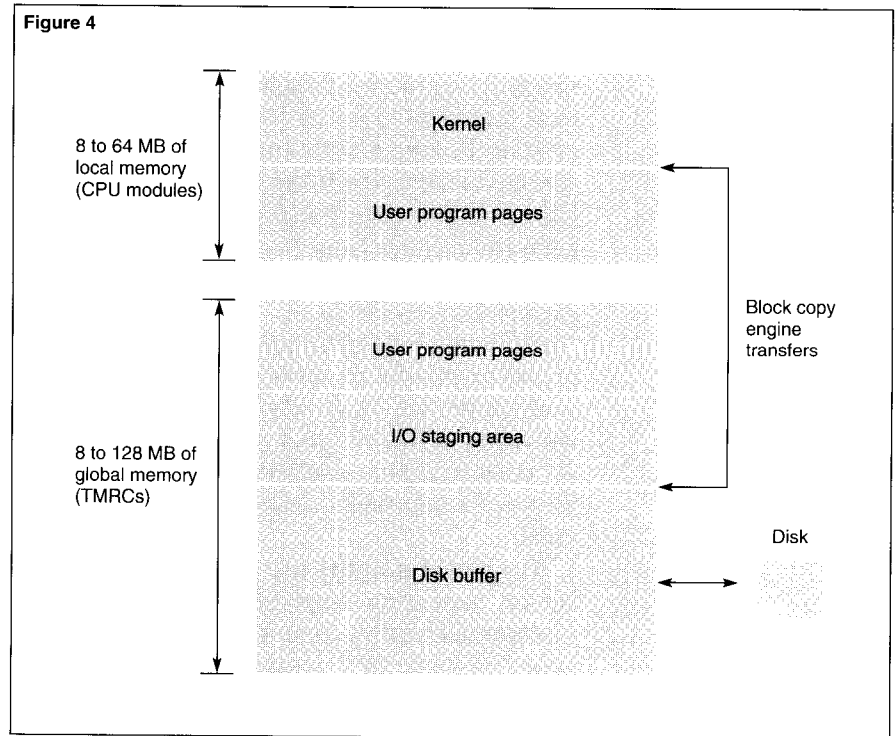 Figure 4
8 to 64 MB of
local memory
(CPU modules)
Kernel
User program pages
8 to 128 MB of
global memory
(TMRCs)
User program pages
I/O staging area
Disk buffer
Block copy
engine
transfers
Disk